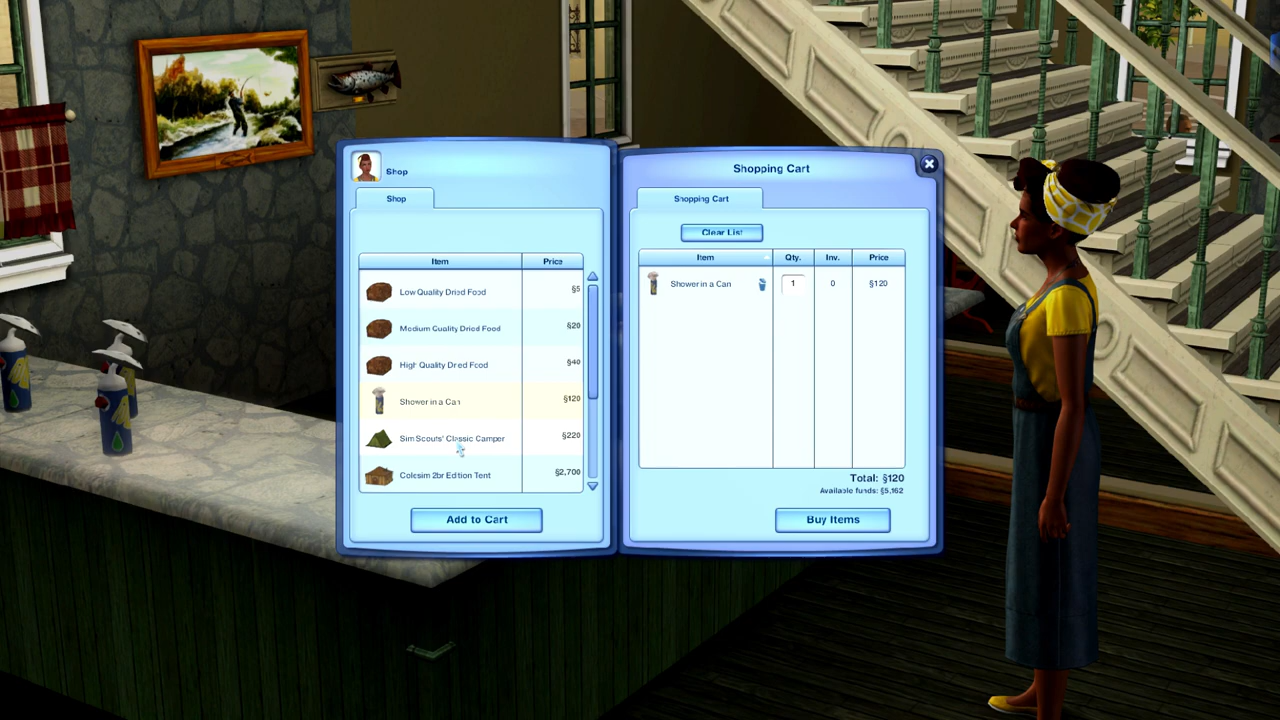 Shop
Shop
Item Price
Low Quality Dried Food §5
Medium Quality Dried Food §20
High Quality Dried Food §40
Shower in a Can §120
Sim Scouts' Classic Camper §220
Colesim 2br Edition Tent §2,700
Add to Cart
Shopping Cart
Shopping Cart
Clear List
Item Qty. Inv. Price
Shower in a Can 1 0 §120
Total: §120
Available funds: §5,162
Buy Items